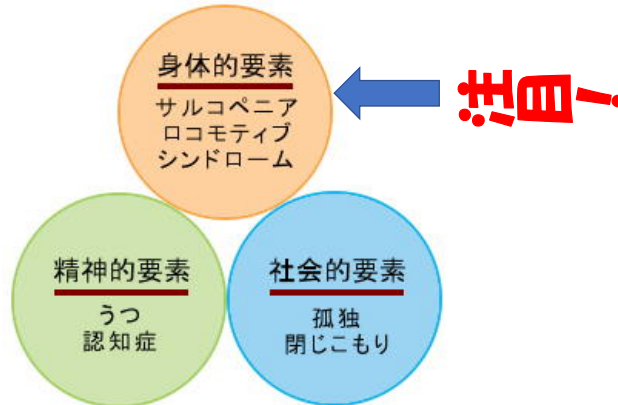 身体的要素
サルコペニア
ロコモティブ
シンドローム
注目！
精神的要素
うつ
認知症
社会的要素
孤独
閉じこもり